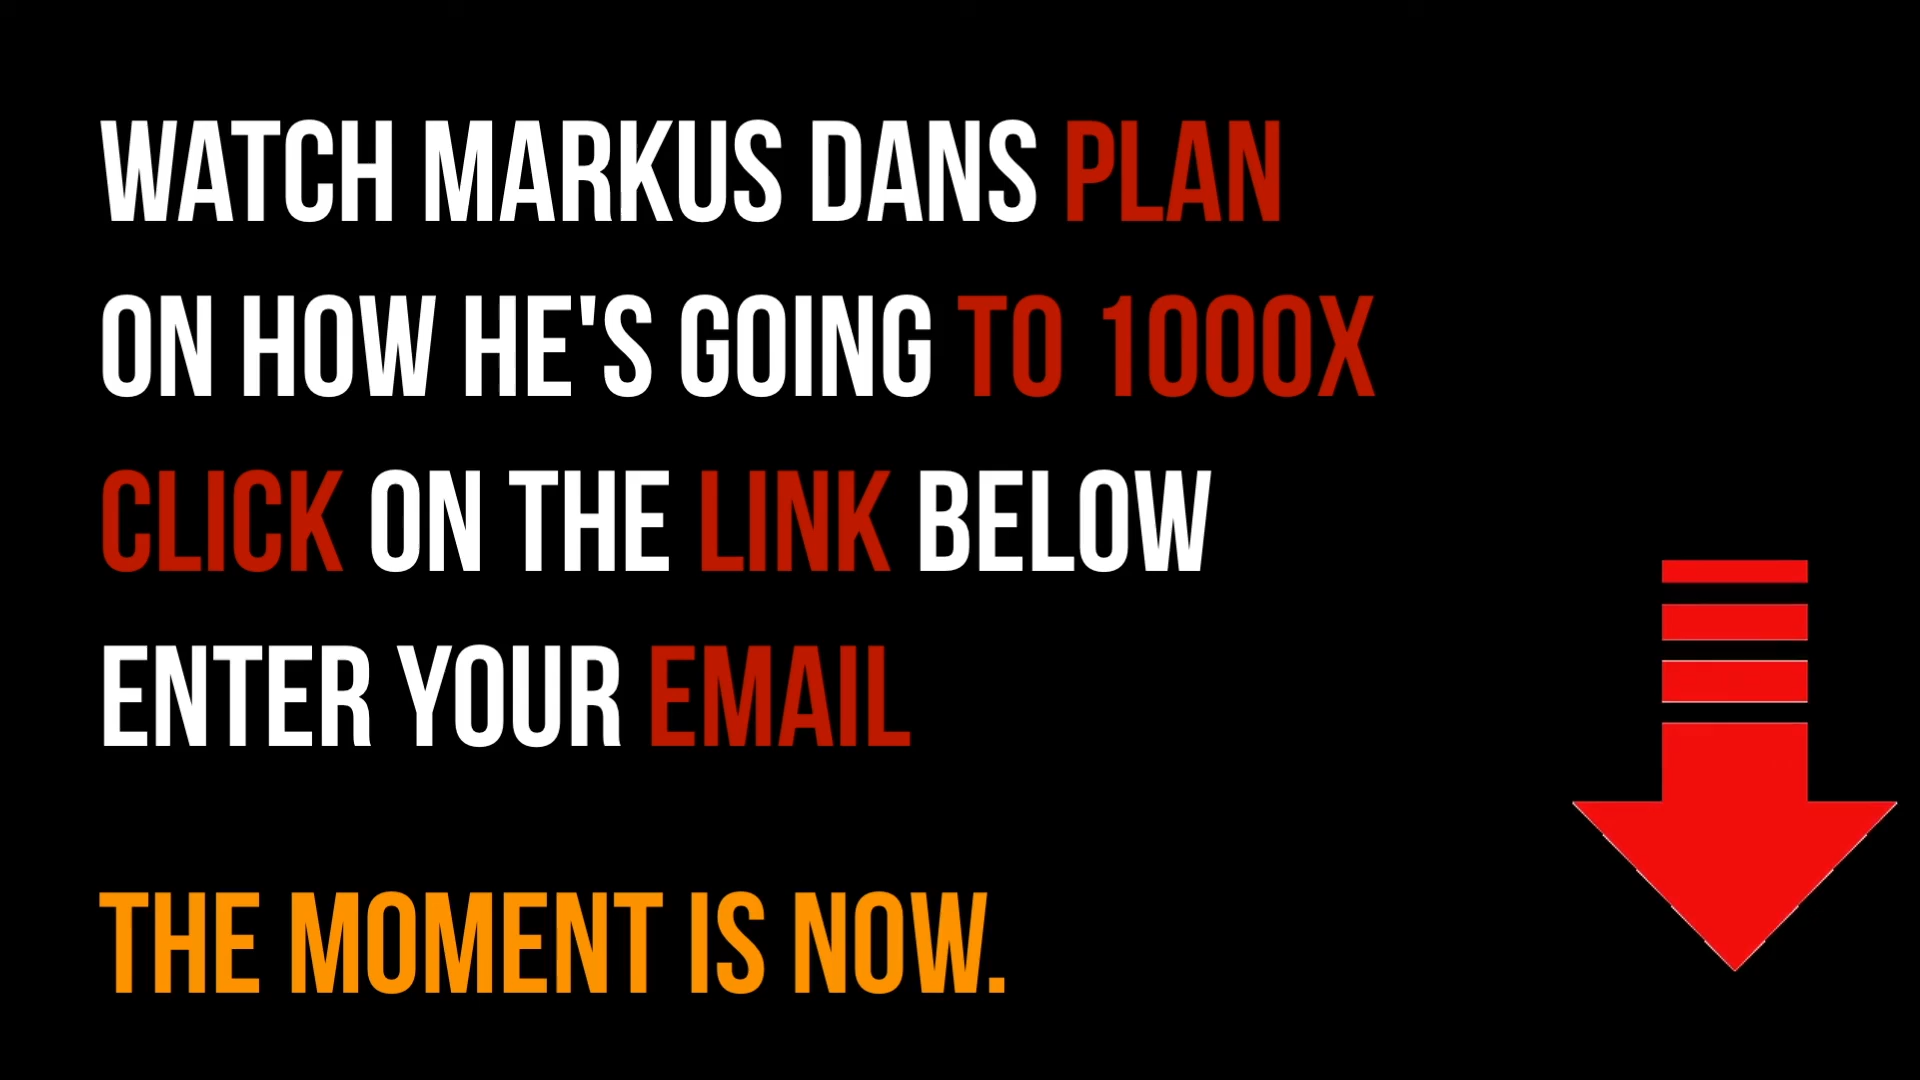 WATCH MARKUS DANS PLAN
ON HOW HE'S GOING TO 1000X
CLICK ON THE LINK BELOW
ENTER YOUR EMAIL
THE MOMENT IS NOW.